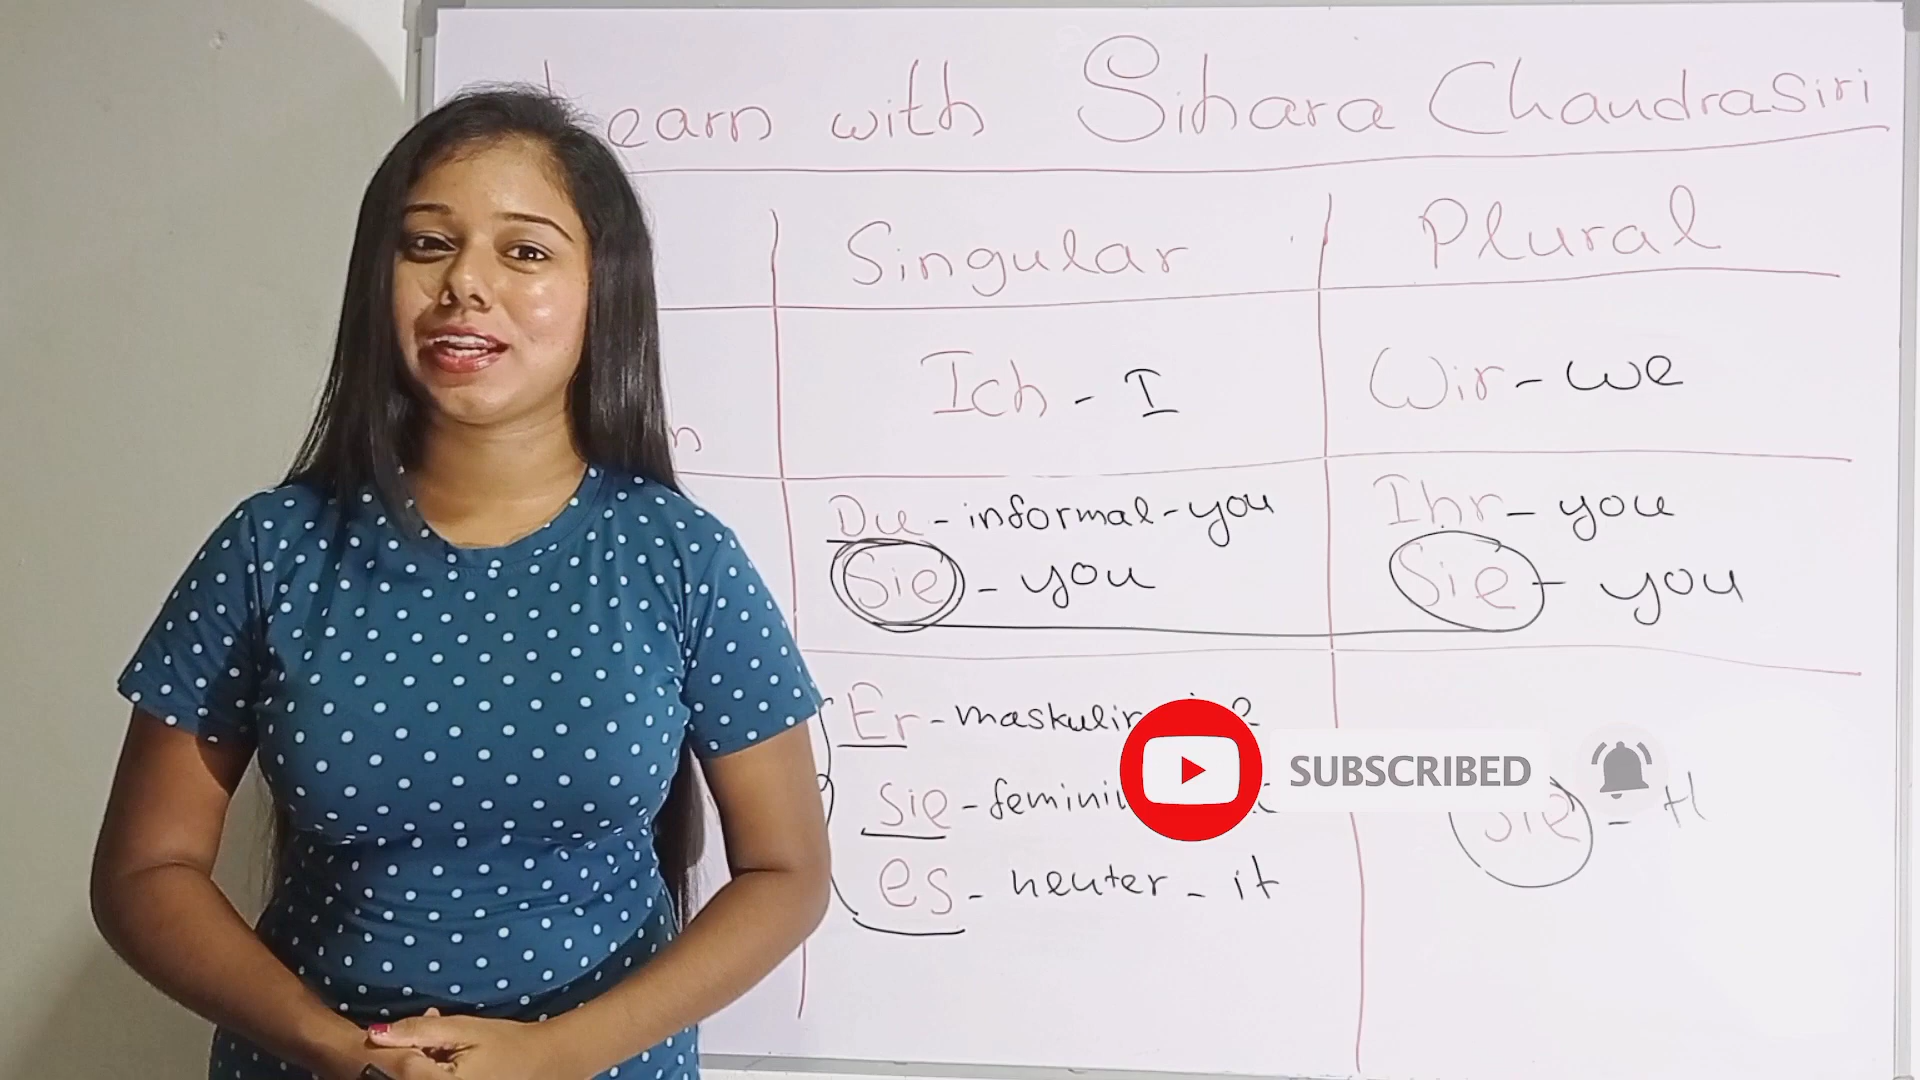 Learn with Sihara Chandrasiri
Singular Plural
Ich - I Wir - we
Du - informal - you Ihr - you
Sie - you Sie - you
Er - maskulin
SUBSCRIBED
sie - feminin sie -
es - neuter - it